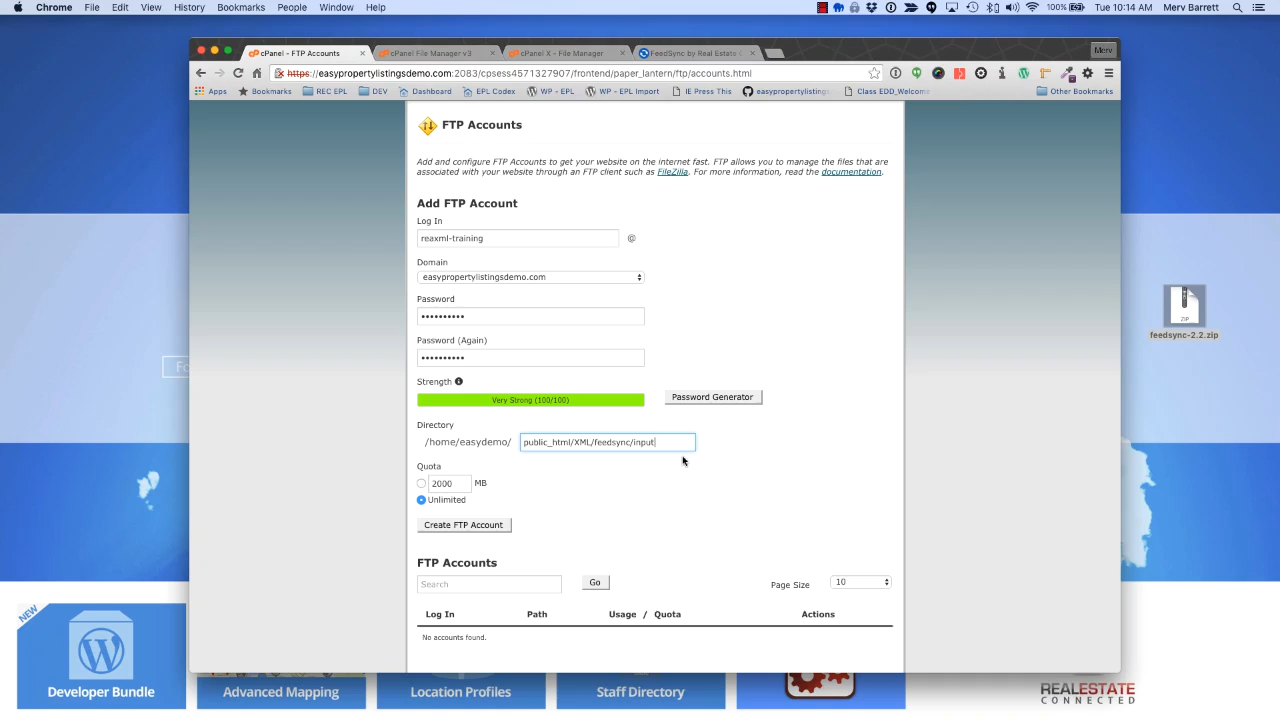 Chrome File Edit View History Bookmarks People Window Help 100% Tue 10:14 AM Merv Barrett
cPanel - FTP Accounts cPanel File Manager v3 cPanel X - File Manager FeedSync by Real Estate Merv
https://easypropertylistingsdemo.com:2083/cpsess4571327907/frontend/paper_lantern/ftp/accounts.html
Apps Bookmarks REC EPL DEV Dashboard EPL Codex WP - EPL WP - EPL Import IE Press This easypropertylistings Class EDD_Welcome Other Bookmarks
FTP Accounts
Add and configure FTP Accounts to get your website on the internet fast. FTP allows you to manage the files that are
associated with your website through an FTP client such as FileZilla. For more information, read the documentation.
Add FTP Account
Log In
reaxml-training @
Domain
easypropertylistingsdemo.com
Password
••••••••••
Password (Again)
••••••••••
Strength
Very Strong (100/100) Password Generator
Directory
/home/easydemo/ public_html/XML/feedsync/input
Quota
2000 MB
Unlimited
Create FTP Account
FTP Accounts
Search Go Page Size 10
Log In Path Usage / Quota Actions
No accounts found.
ZIP
feedsync-2.2.zip
NEW
Developer Bundle Advanced Mapping Location Profiles Staff Directory
REALESTATE
CONNECTED